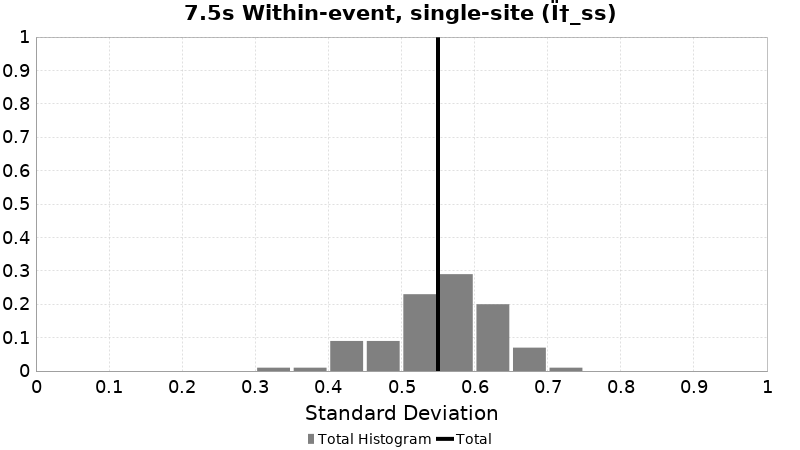 7.5s Within-event, single-site (Ï†_ss)
1
0.9
0.8
0.7
0.6
0.5
0.4
0.3
0.2
0.1
0
0 0.1 0.2 0.3 0.4 0.5 0.6 0.7 0.8 0.9 1
Standard Deviation
Total Histogram Total